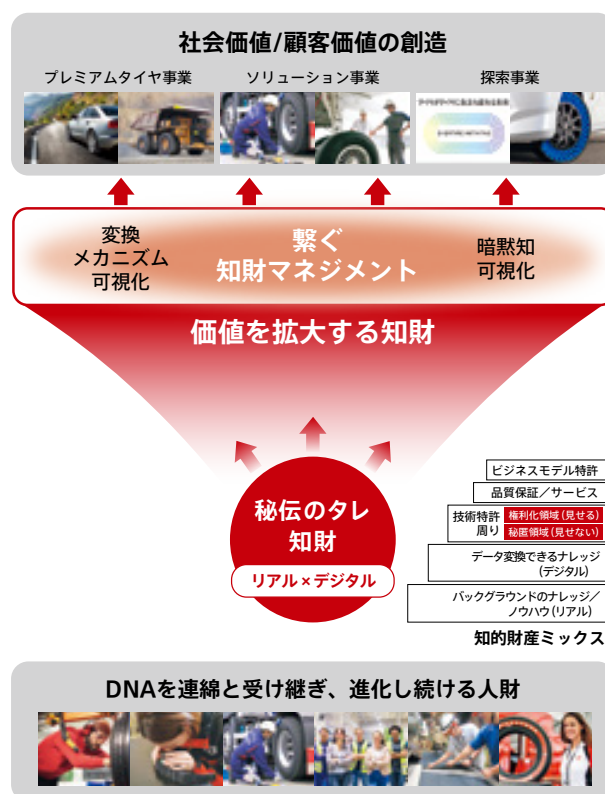 社会価値/顧客価値の創造
プレミアムタイヤ事業
ソリューション事業
探索事業
変換
メカニズム
可視化
繋ぐ
知財マネジメント
暗黙知
可視化
価値を拡大する知財
秘伝のタレ
知財
リアル×デジタル
ビジネスモデル特許
品質保証／サービス
技術特許
周り
権利化領域（見せる）
秘匿領域（見せない）
データ変換できるナレッジ
（デジタル）
バックグラウンドのナレッジ／
ノウハウ（リアル）
知的財産ミックス
DNAを連綿と受け継ぎ、進化し続ける人財